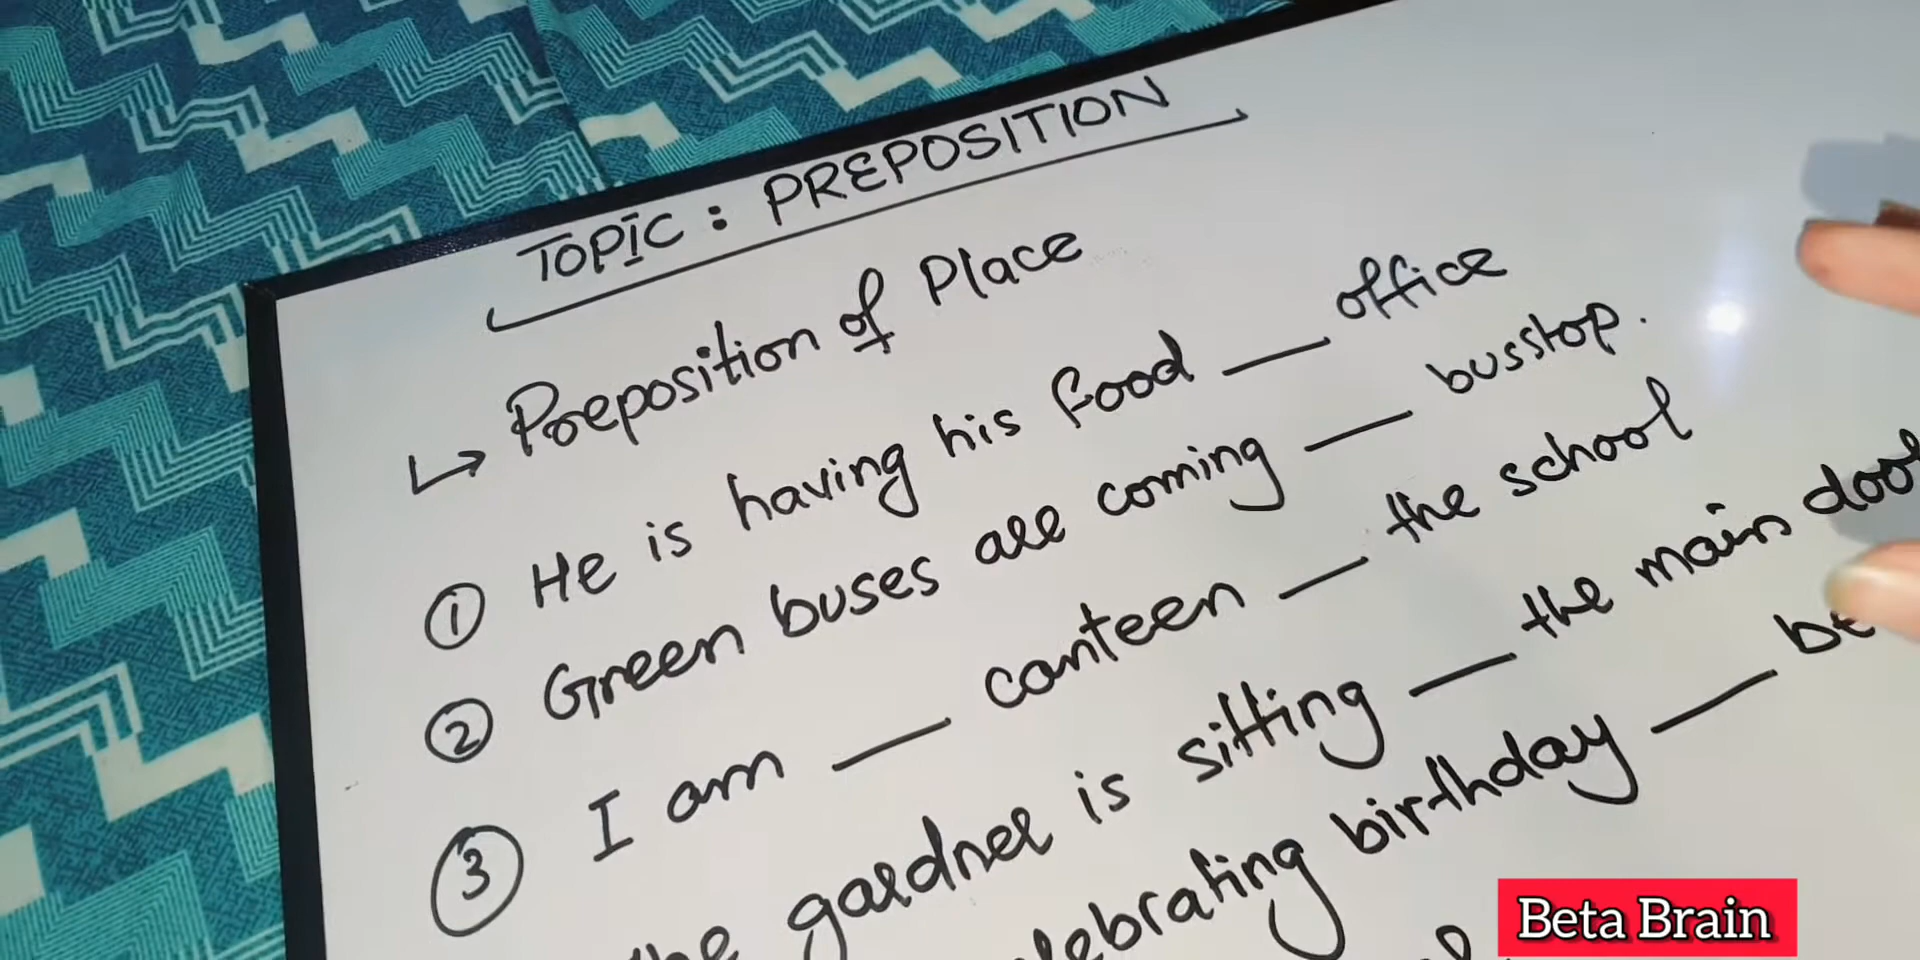 TOPIC : PREPOSITION
↳ Preposition of Place
① He is having his food ___ office
② Green buses are coming ___ busstop.
③ I am ___ canteen ___ the school
the gardner is sitting ___ the main door
birthday ___
Beta Brain